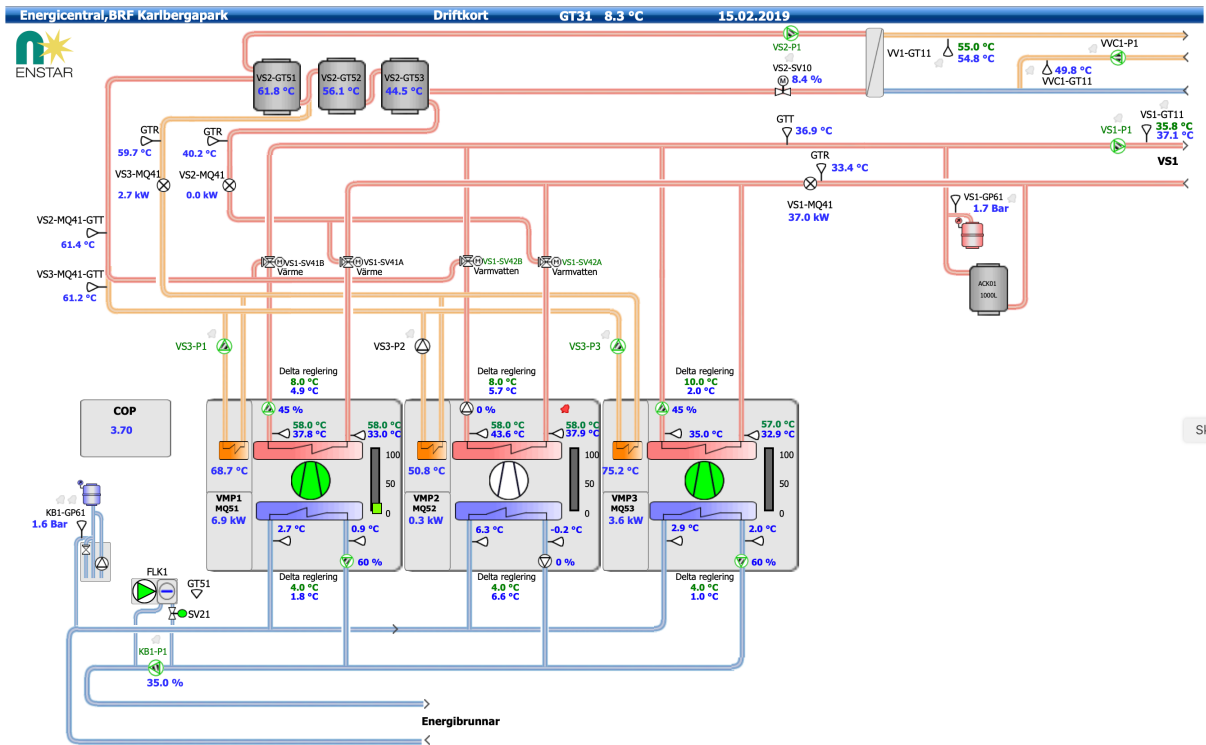 Energicentral,BRF Karlbergapark Driftkort GT31 8.3 °C 15.02.2019
ENSTAR
VS2-P1
VV1-GT11
55.0 °C
54.8 °C
VVC1-P1
49.8 °C
VVC1-GT11
VS2-SV10
M
8.4 %
VS2-GT51
61.8 °C
VS2-GT52
56.1 °C
VS2-GT53
44.5 °C
GTR
59.7 °C
GTR
40.2 °C
GTT
36.9 °C
VS1-P1
VS1-GT11
35.8 °C
37.1 °C
VS1
GTR
33.4 °C
VS3-MQ41
2.7 kW
VS2-MQ41
0.0 kW
VS1-MQ41
37.0 kW
VS1-GP61
1.7 Bar
VS2-MQ41-GTT
61.4 °C
VS3-MQ41-GTT
61.2 °C
M VS1-SV41B
Värme
M VS1-SV41A
Värme
M VS1-SV42B
Varmvatten
M VS1-SV42A
Varmvatten
ACK01
1000L
VS3-P1
VS3-P2
VS3-P3
Delta reglering
8.0 °C
4.9 °C
Delta reglering
8.0 °C
5.7 °C
Delta reglering
10.0 °C
2.0 °C
COP
3.70
45 %
58.0 °C
37.8 °C
58.0 °C
33.0 °C
68.7 °C
100
50
0
VMP1
MQ51
6.9 kW
2.7 °C
0.9 °C
60 %
0 %
58.0 °C
43.6 °C
58.0 °C
37.9 °C
50.8 °C
100
50
0
VMP2
MQ52
0.3 kW
6.3 °C
-0.2 °C
0 %
45 %
35.0 °C
57.0 °C
32.9 °C
75.2 °C
100
50
0
VMP3
MQ53
3.6 kW
2.9 °C
2.0 °C
60 %
Delta reglering
4.0 °C
1.8 °C
Delta reglering
4.0 °C
6.6 °C
Delta reglering
4.0 °C
1.0 °C
KB1-GP61
1.6 Bar
FLK1
GT51
SV21
KB1-P1
35.0 %
Energibrunnar